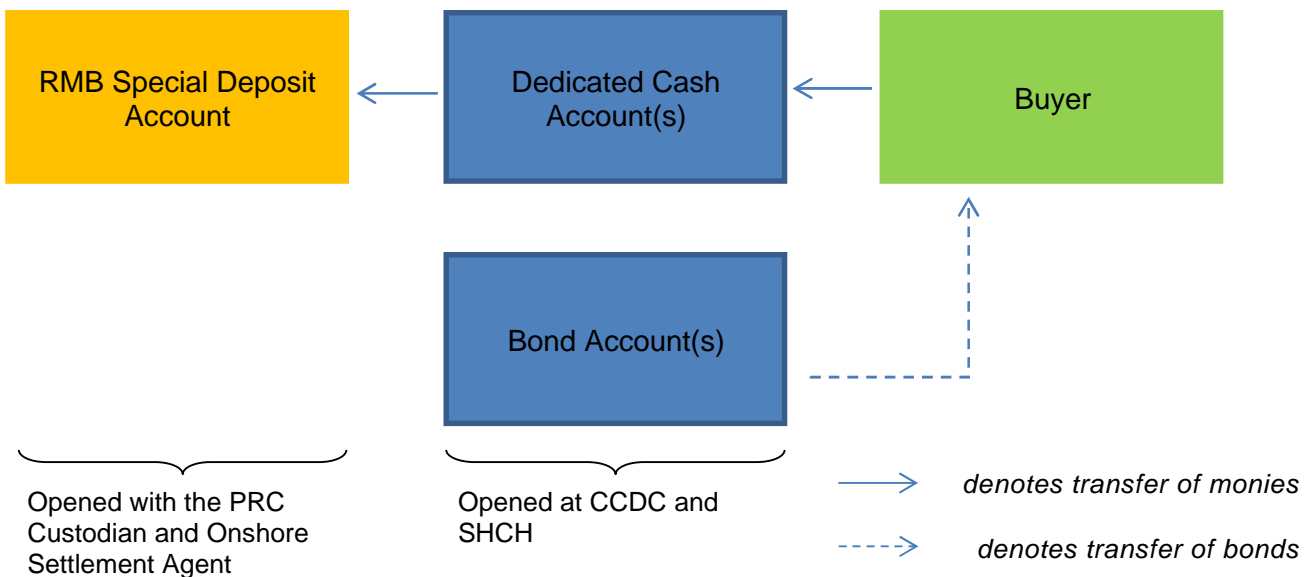 RMB Special Deposit
Account
Dedicated Cash
Account(s)
Buyer
Bond Account(s)
Opened with the PRC
Custodian and Onshore
Settlement Agent
Opened at CCDC and
SHCH
denotes transfer of monies
denotes transfer of bonds